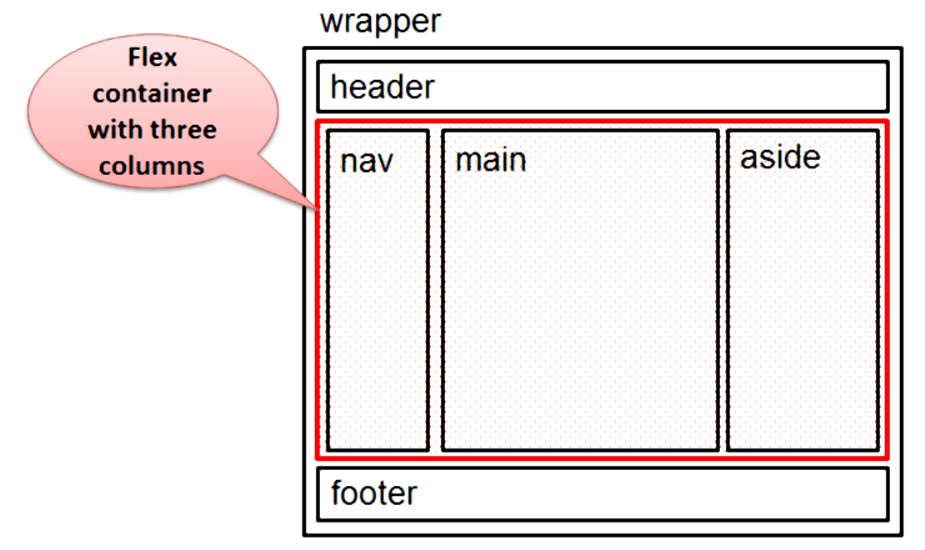 wrapper
Flex
container
with three
columns
header
nav
main
aside
footer